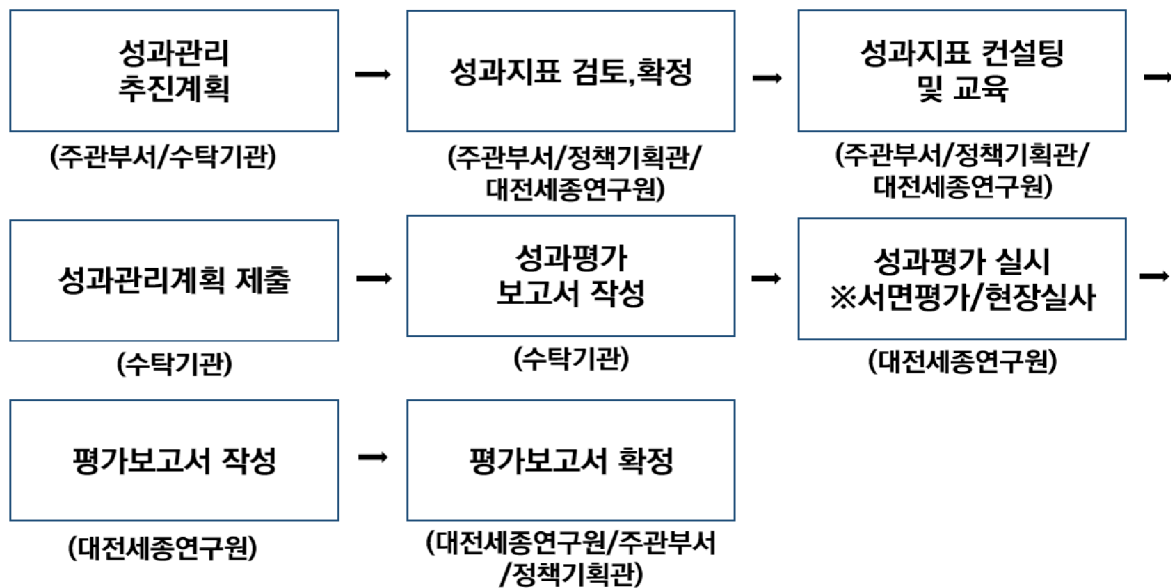 성과관리
추진계획
(주관부서/수탁기관)
성과지표 검토,확정
(주관부서/정책기획관/
대전세종연구원)
성과지표 컨설팅
및 교육
(주관부서/정책기획관/
대전세종연구원)
성과관리계획 제출
(수탁기관)
성과평가
보고서 작성
(수탁기관)
성과평가 실시
※서면평가/현장실사
(대전세종연구원)
평가보고서 작성
(대전세종연구원)
평가보고서 확정
(대전세종연구원/주관부서
/정책기획관)